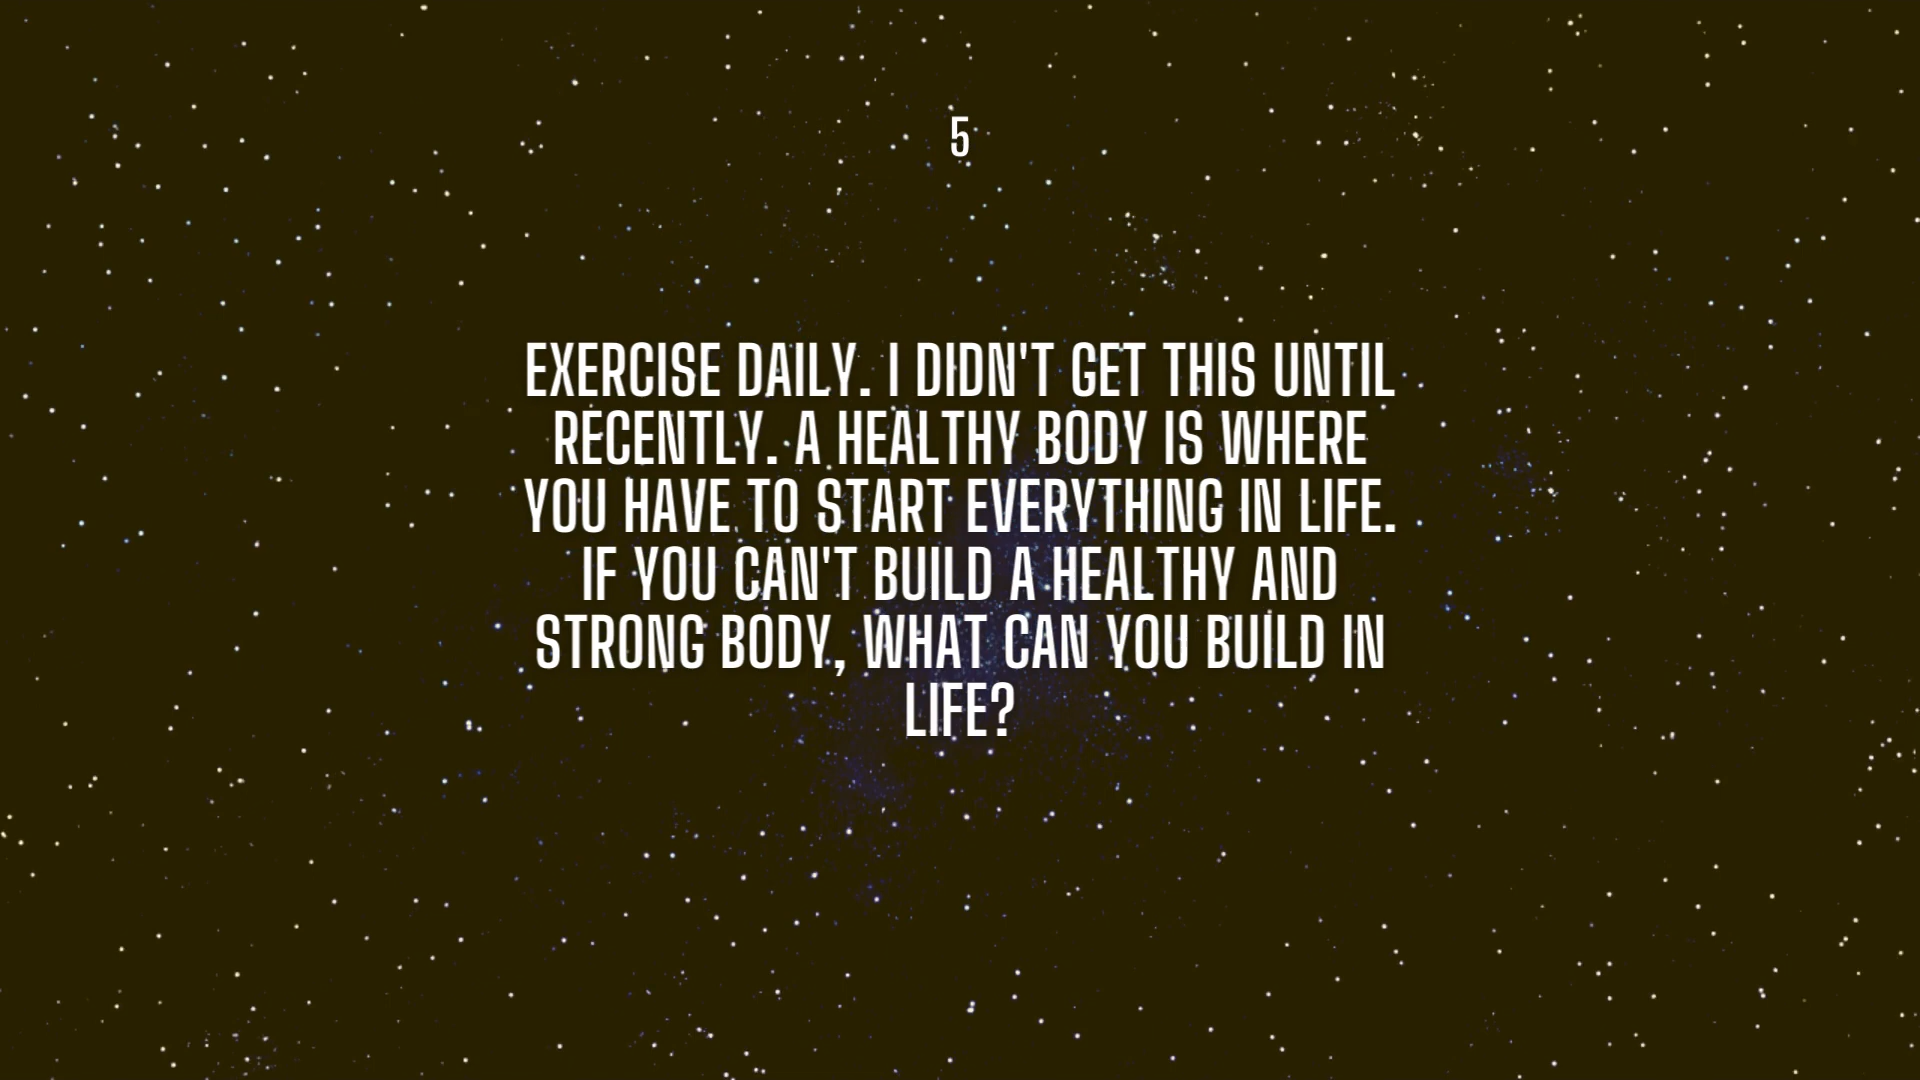 5
EXERCISE DAILY. I DIDN'T GET THIS UNTIL
RECENTLY. A HEALTHY BODY IS WHERE
YOU HAVE TO START EVERYTHING IN LIFE.
IF YOU CAN'T BUILD A HEALTHY AND
STRONG BODY, WHAT CAN YOU BUILD IN
LIFE?